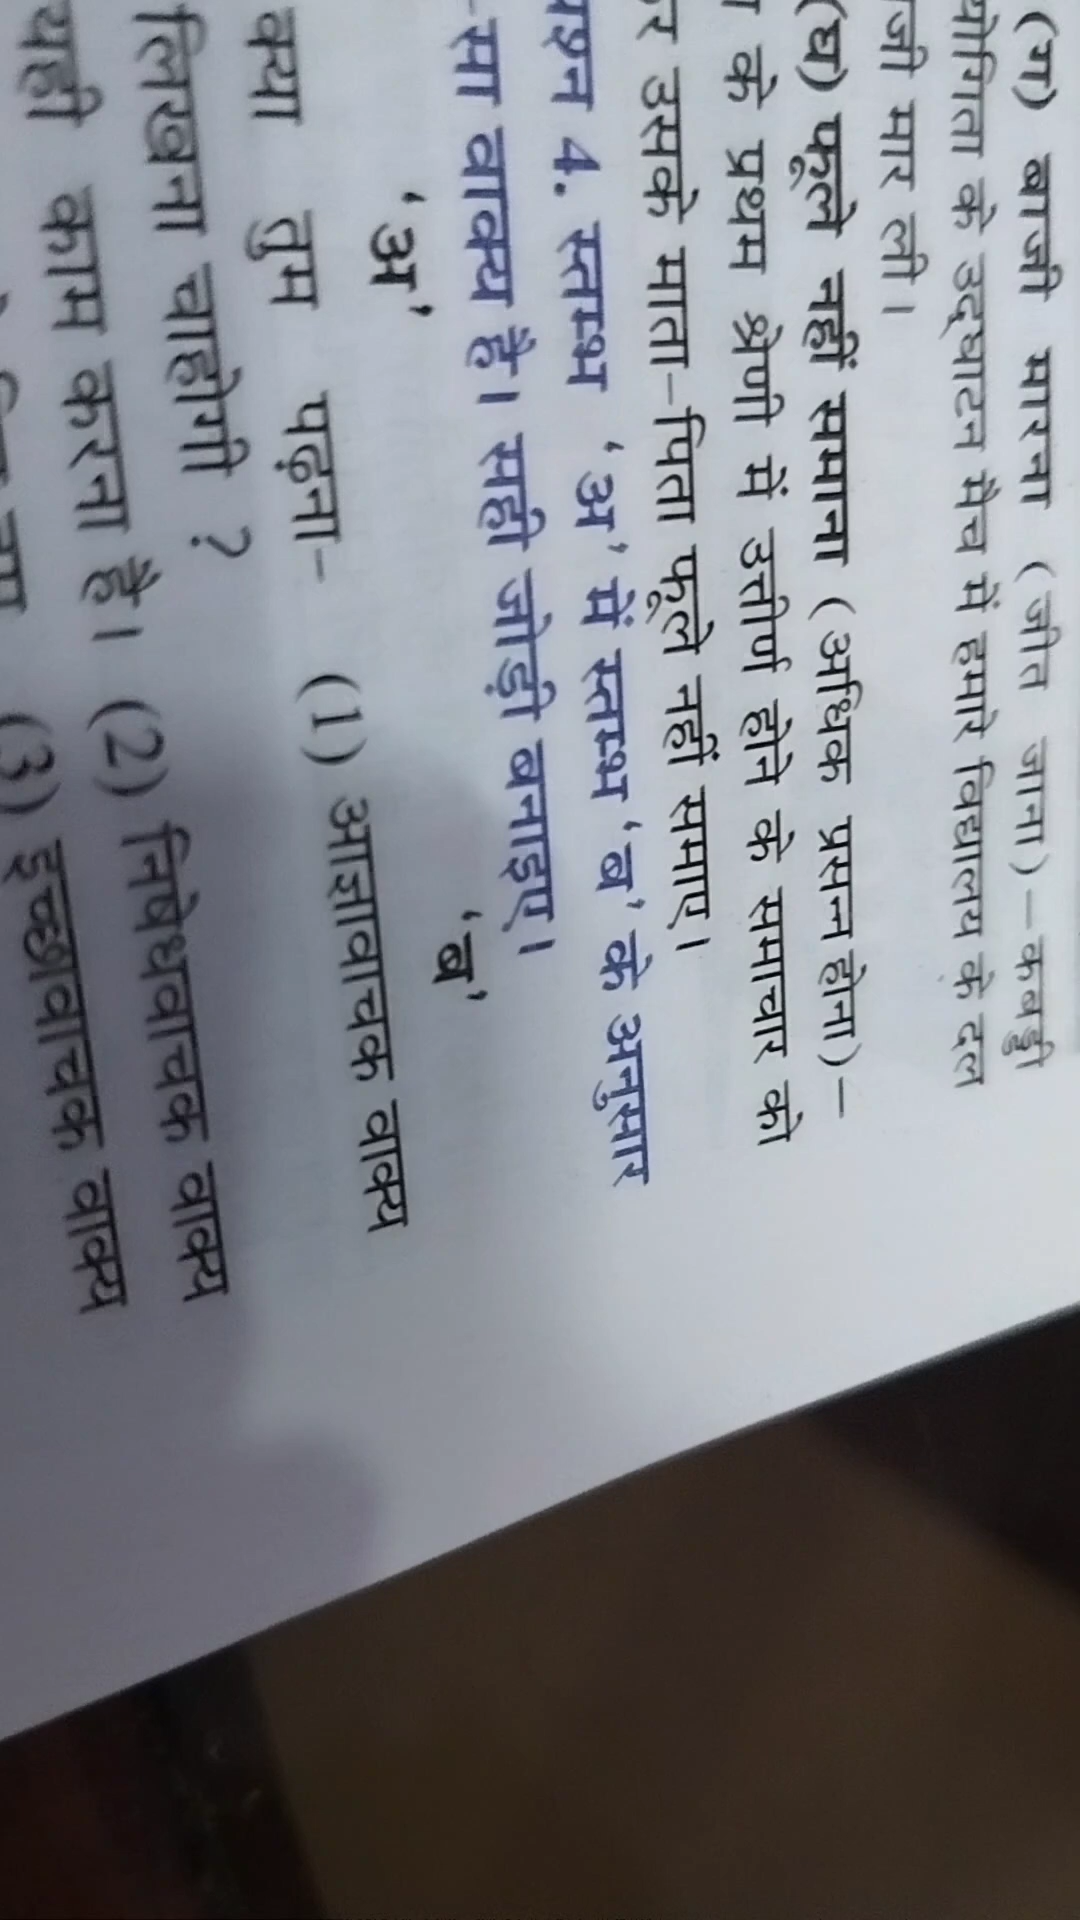 (ग) बाजी मारना (जीत जाना)–कबड्डी
के उद्घाटन मैच में हमारे विद्यालय के दल
मार ली।
(घ) फूले नहीं समाना (अधिक प्रसन्न होना)–
के प्रथम श्रेणी में उत्तीर्ण होने के समाचार को
उसके माता-पिता फूले नहीं समाए।
4. स्तम्भ 'अ' में स्तम्भ 'ब' के अनुसार
-सा वाक्य है। सही जोड़ी बनाइए।
'अ' 'ब'
क्या तुम पढ़ना- (1) आज्ञावाचक वाक्य
लिखना चाहोगी ?
यही काम करना है। (2) निषेधवाचक वाक्य
(3) इच्छावाचक वाक्य